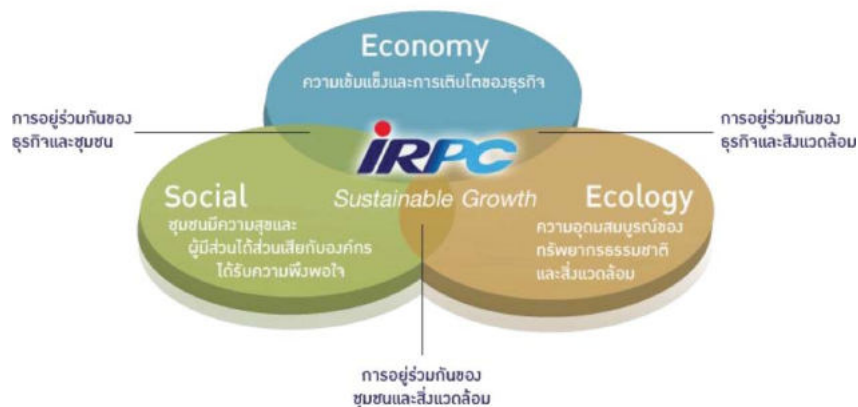 Economy
ความเข้มแข็งและการเติบโตของธุรกิจ
การอยู่ร่วมกันของ
ธุรกิจและชุมชน
การอยู่ร่วมกันของ
ธุรกิจและสิ่งแวดล้อม
IRPC
Sustainable Growth
Social
ชุมชนมีความสุขและ
ผู้มีส่วนได้ส่วนเสียกับองค์กร
ได้รับความพึงพอใจ
Ecology
ความอุดมสมบูรณ์ของ
ทรัพยากรธรรมชาติ
และสิ่งแวดล้อม
การอยู่ร่วมกันของ
ชุมชนและสิ่งแวดล้อม